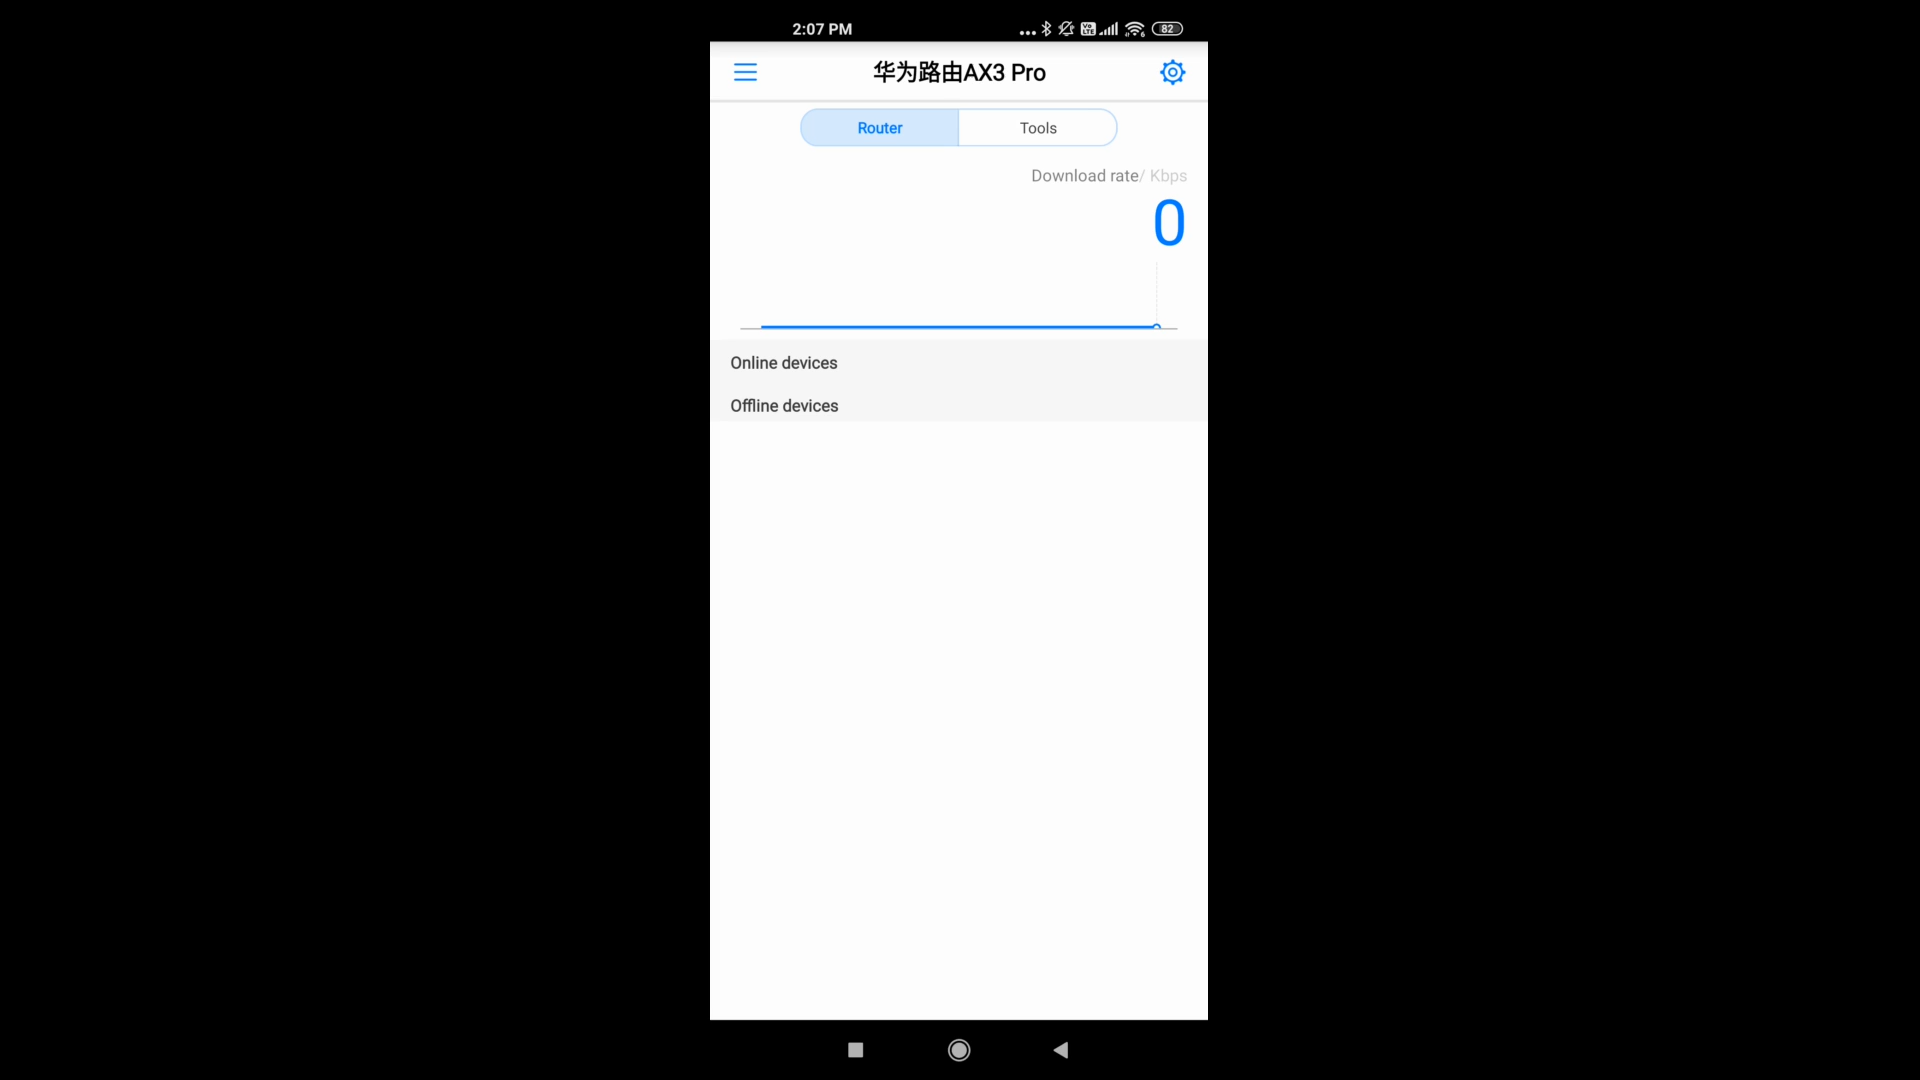 2:07 PM
82
华为路由AX3 Pro
Router
Tools
Download rate/ Kbps
0
Online devices
Offline devices